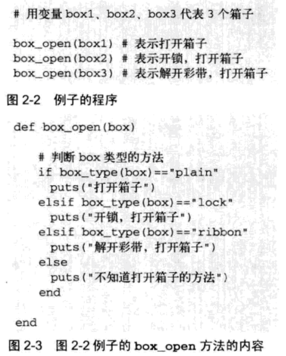 # 用变量 box1、box2、box3 代表 3 个箱子
box_open(box1) # 表示打开箱子
box_open(box2) # 表示开锁，打开箱子
box_open(box3) # 表示解开彩带，打开箱子
图 2-2 例子的程序
def box_open(box)
# 判断 box 类型的方法
if box_type(box)=="plain"
puts("打开箱子")
elsif box_type(box)=="lock"
puts("开锁，打开箱子")
elsif box_type(box)=="ribbon"
puts("解开彩带，打开箱子")
else
puts("不知道打开箱子的方法")
end
end
图 2-3 图 2-2 例子的 box_open 方法的内容